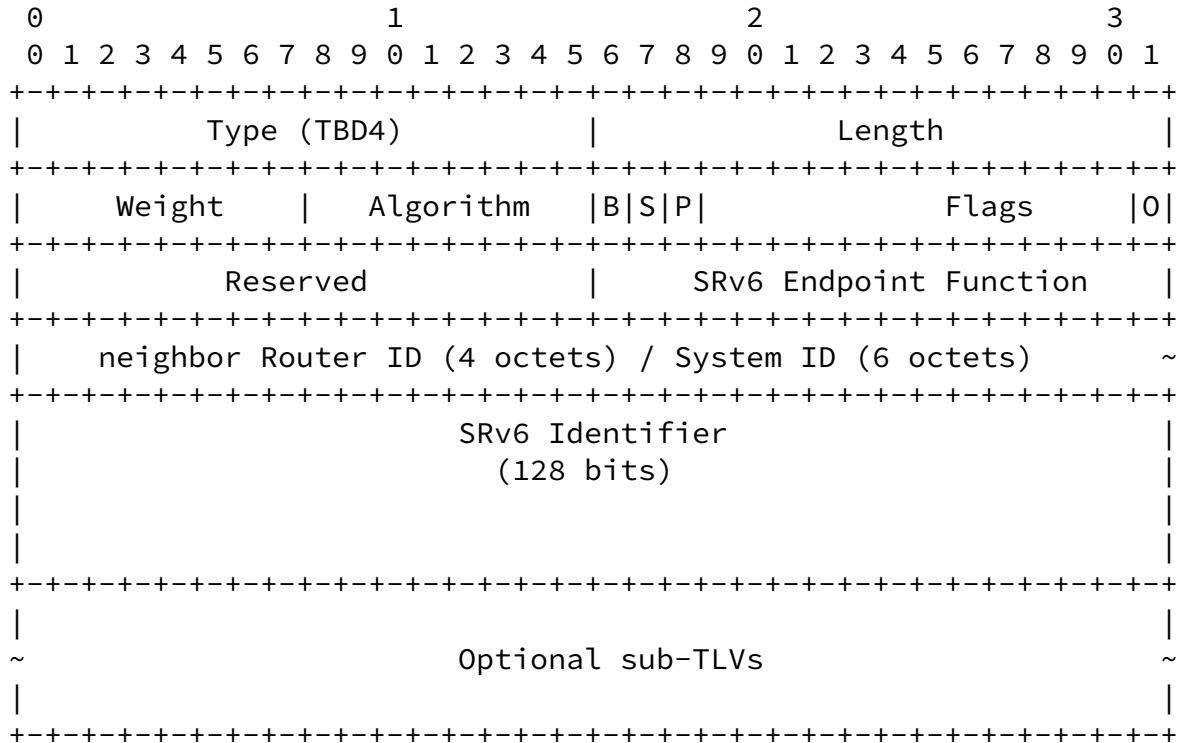 0                   1                   2                   3
 0 1 2 3 4 5 6 7 8 9 0 1 2 3 4 5 6 7 8 9 0 1 2 3 4 5 6 7 8 9 0 1
+-+-+-+-+-+-+-+-+-+-+-+-+-+-+-+-+-+-+-+-+-+-+-+-+-+-+-+-+-+-+-+-+
|          Type (TBD4)          |             Length            |
+-+-+-+-+-+-+-+-+-+-+-+-+-+-+-+-+-+-+-+-+-+-+-+-+-+-+-+-+-+-+-+-+
|     Weight    |   Algorithm   |B|S|P|             Flags     |O|
+-+-+-+-+-+-+-+-+-+-+-+-+-+-+-+-+-+-+-+-+-+-+-+-+-+-+-+-+-+-+-+-+
|           Reserved            |     SRv6 Endpoint Function    |
+-+-+-+-+-+-+-+-+-+-+-+-+-+-+-+-+-+-+-+-+-+-+-+-+-+-+-+-+-+-+-+-+
|    neighbor Router ID (4 octets) / System ID (6 octets)       ~
+-+-+-+-+-+-+-+-+-+-+-+-+-+-+-+-+-+-+-+-+-+-+-+-+-+-+-+-+-+-+-+-+
|                        SRv6 Identifier                        |
|                          (128 bits)                           |
|                                                               |
|                                                               |
+-+-+-+-+-+-+-+-+-+-+-+-+-+-+-+-+-+-+-+-+-+-+-+-+-+-+-+-+-+-+-+-+
|                                                               |
~                        Optional sub-TLVs                      ~
|                                                               |
+-+-+-+-+-+-+-+-+-+-+-+-+-+-+-+-+-+-+-+-+-+-+-+-+-+-+-+-+-+-+-+-+